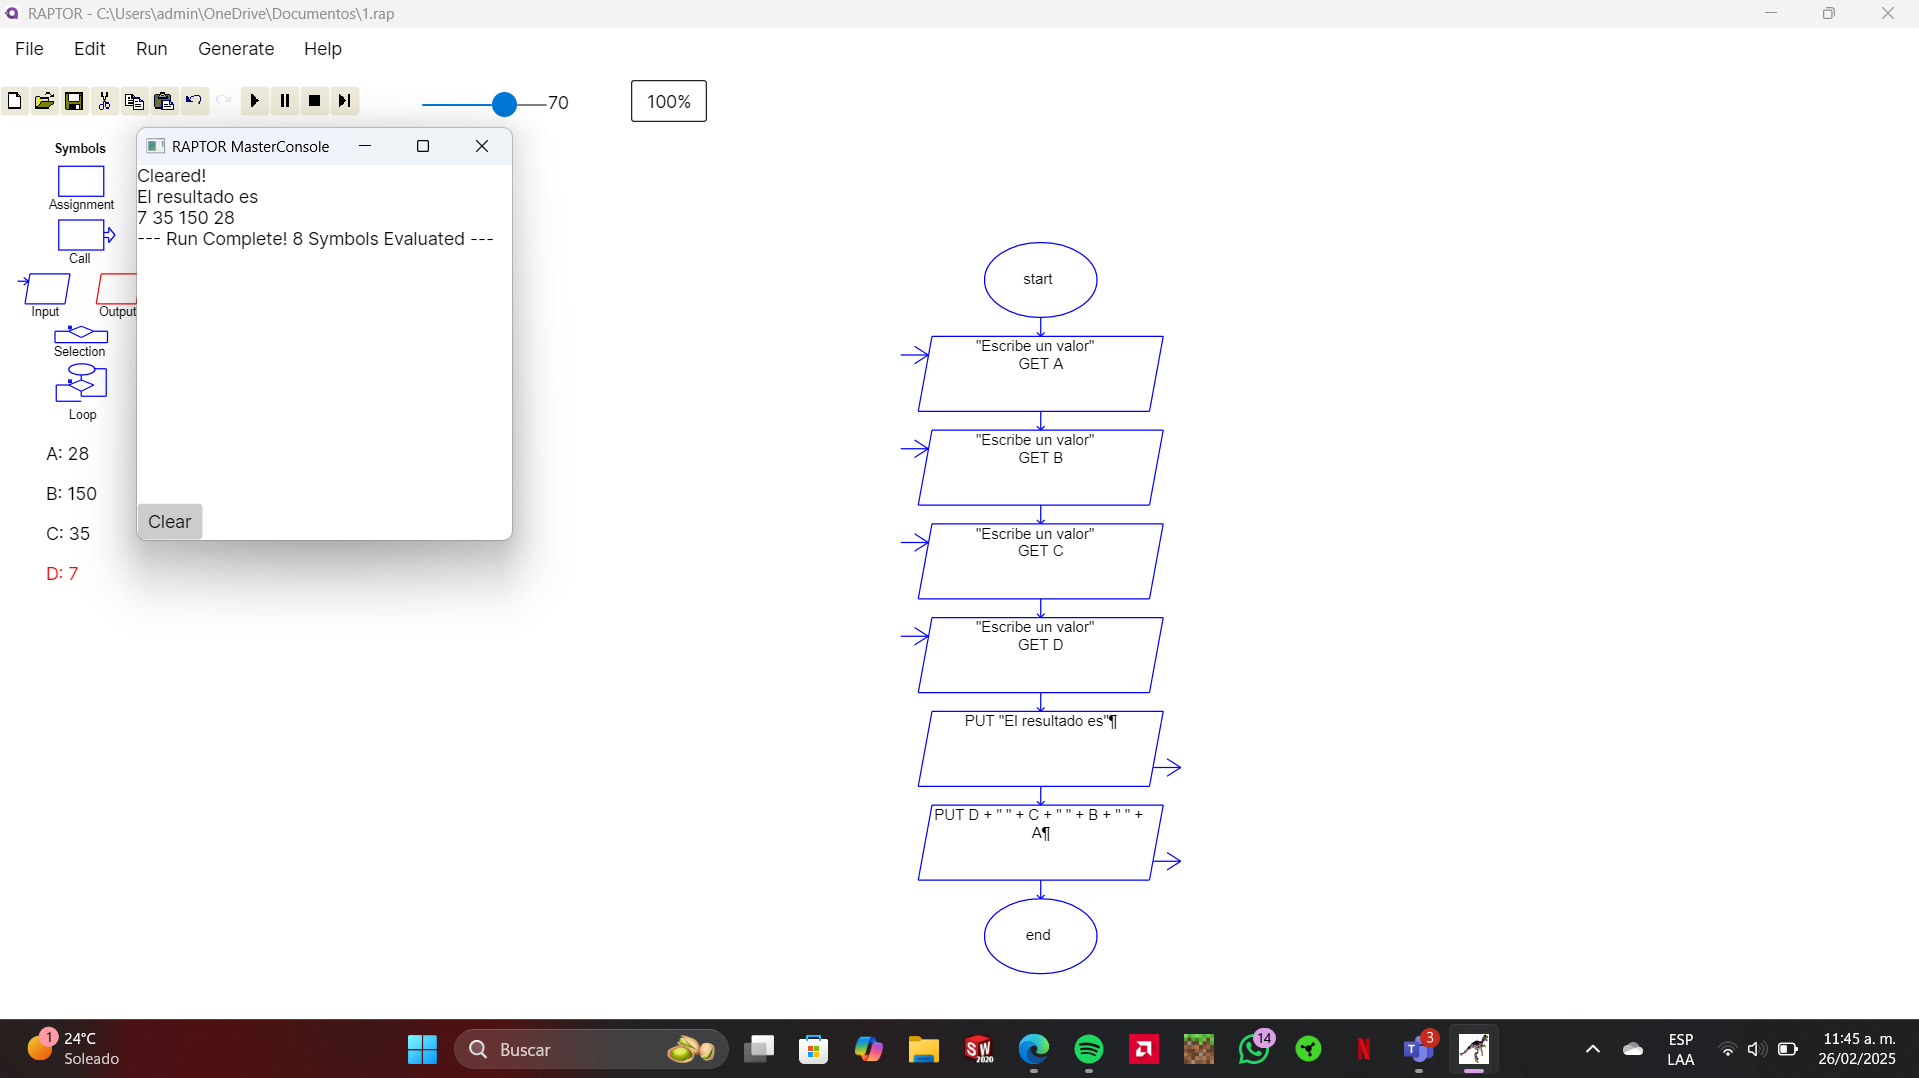 RAPTOR - C:\Users\admin\OneDrive\Documentos\1.rap
File Edit Run Generate Help
70
100%
Symbols
Assignment
Call
Input
Output
Selection
Loop
A: 28
B: 150
C: 35
D: 7
RAPTOR MasterConsole
Cleared!
El resultado es
7 35 150 28
--- Run Complete! 8 Symbols Evaluated ---
Clear
start
"Escribe un valor"
GET A
"Escribe un valor"
GET B
"Escribe un valor"
GET C
"Escribe un valor"
GET D
PUT "El resultado es"¶
PUT D + " " + C + " " + B + " " +
A¶
end
1
24°C
Soleado
Buscar
SW
2020
14
N
3
ESP
LAA
11:45 a. m.
26/02/2025